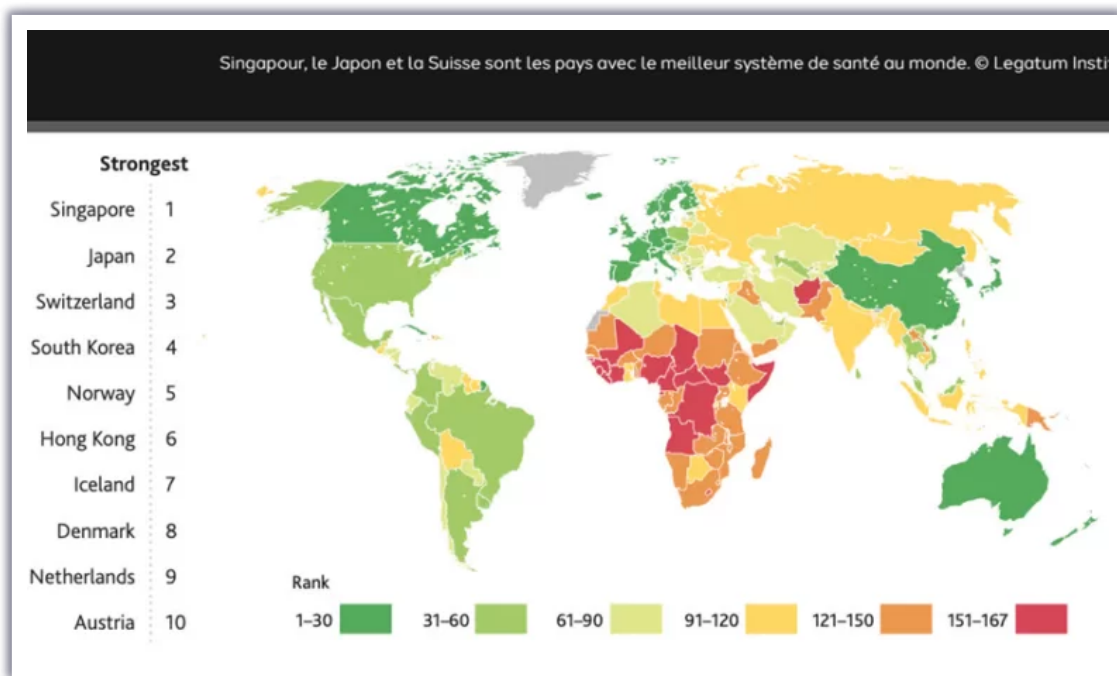 Singapour, le Japon et la Suisse sont les pays avec le meilleur système de santé au monde. © Legatum
Strongest
Singapore 1
Japan 2
Switzerland 3
South Korea 4
Norway 5
Hong Kong 6
Iceland 7
Denmark 8
Netherlands 9
Austria 10
Rank
1–30 31–60 61–90 91–120 121–150 151–167